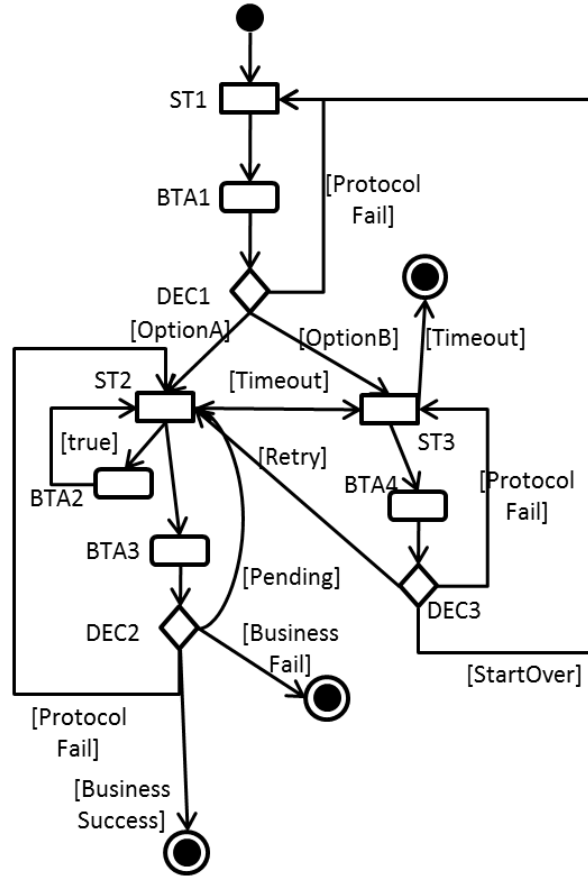 ST1
[Protocol
Fail]
BTA1
DEC1
[OptionA]
[OptionB]
[Timeout]
ST2
[Timeout]
ST3
[true]
[Retry]
BTA2
BTA4
[Protocol
Fail]
BTA3
[Pending]
DEC3
DEC2
[Business
Fail]
[StartOver]
[Protocol
Fail]
[Business
Success]